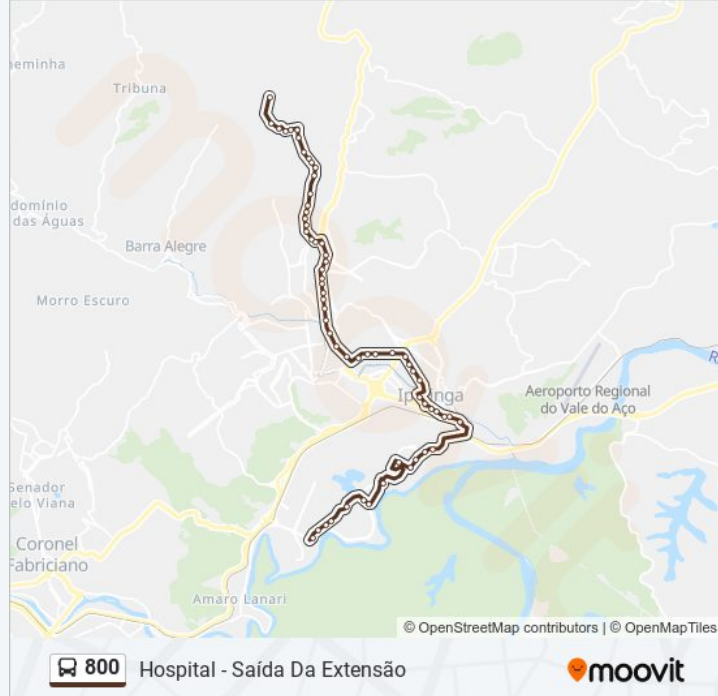 neminha
Tribuna
domínio
das Águas
Barra Alegre
Morro Escuro
Ipatinga
Aeroporto Regional
do Vale do Aço
R
Senador
elo Viana
Coronel
Fabriciano
Amaro Lanari
© OpenStreetMap contributors | © OpenMapTiles
800 Hospital - Saída Da Extensão
moovit